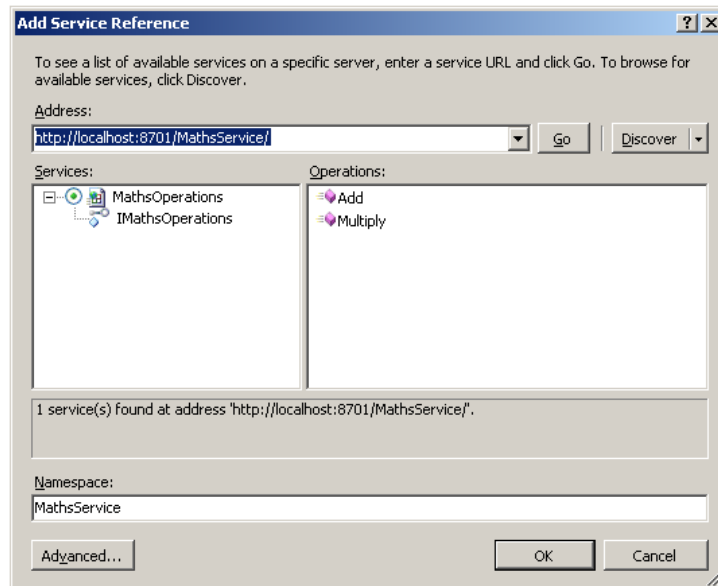 Add Service Reference
To see a list of available services on a specific server, enter a service URL and click Go. To browse for
available services, click Discover.
Address:
http://localhost:8701/MathsService/
Go
Discover
Services:
Operations:
MathsOperations
IMathsOperations
Add
Multiply
1 service(s) found at address 'http://localhost:8701/MathsService/'.
Namespace:
MathsService
Advanced...
OK
Cancel